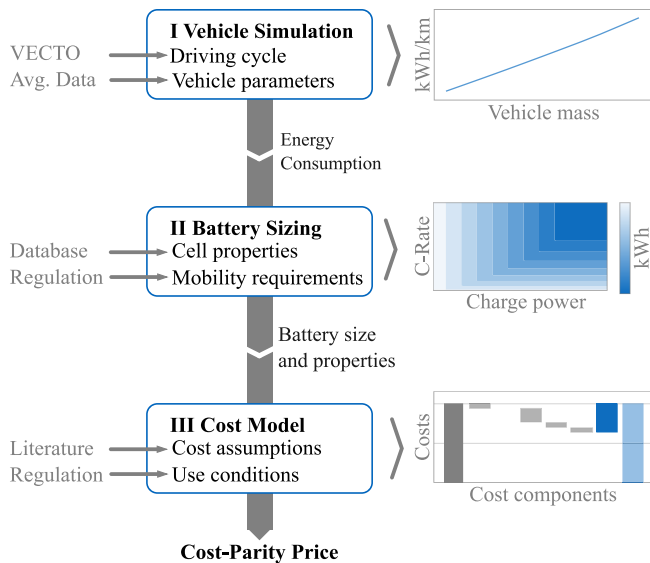 I Vehicle Simulation
VECTO
Driving cycle
Avg. Data
Vehicle parameters
kWh/km
Vehicle mass
Energy
Consumption
II Battery Sizing
Database
Cell properties
Regulation
Mobility requirements
C-Rate
Charge power
kWh
Battery size
and properties
III Cost Model
Literature
Cost assumptions
Regulation
Use conditions
Costs
Cost components
Cost-Parity Price